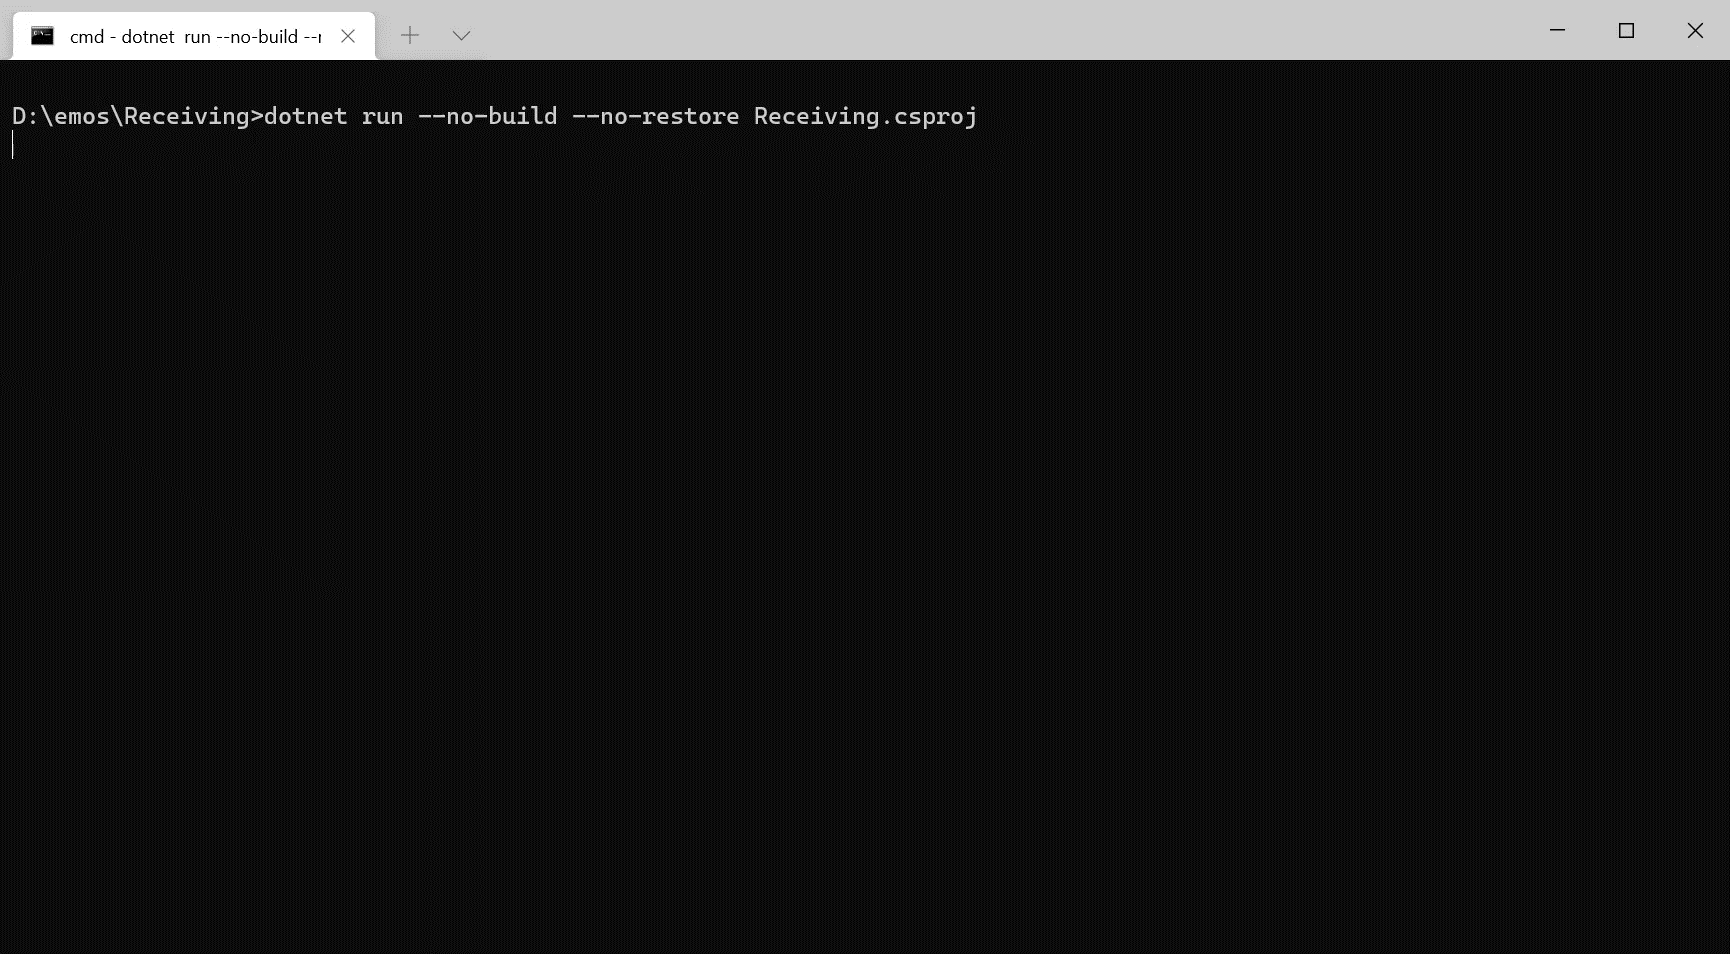 cmd - dotnet  run --no-build --r
D:\emos\Receiving>dotnet run --no-build --no-restore Receiving.csproj